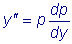 y'' = p dp/dy